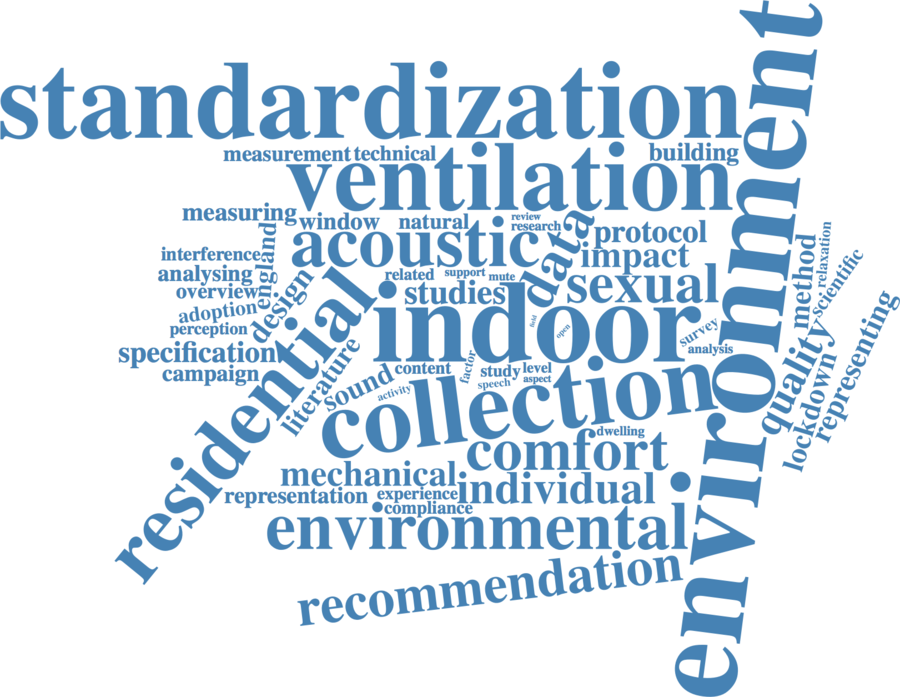 environment
standardization
measurement
technical
building
ventilation
measuring
window
natural
review
research
data
protocol
acoustic
england
interference
impact
method
relaxation
scientific
analysing
related
support
mute
sexual
overview
design
studies
adoption
residential
indoor
field
open
survey
representing
perception
quality
specification
literature
factor
analysis
lockdown
campaign
sound
content
study
level
speech
aspect
activity
collection
dwelling
comfort
mechanical
representation
experience
individual
compliance
environmental
recommendation